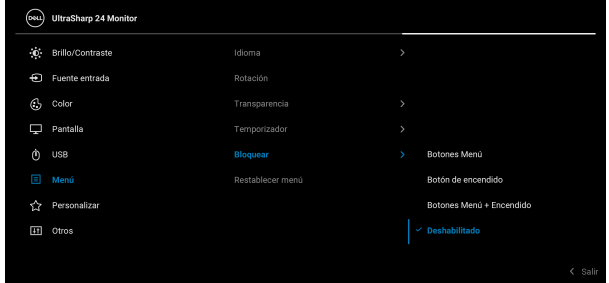 DELL UltraSharp 24 Monitor
Brillo/Contraste Idioma
Fuente entrada Rotación
Color Transparencia
Pantalla Temporizador
USB Bloquear Botones Menú
Menú Restablecer menú Botón de encendido
Personalizar Botones Menú + Encendido
Otros Deshabilitado
Salir